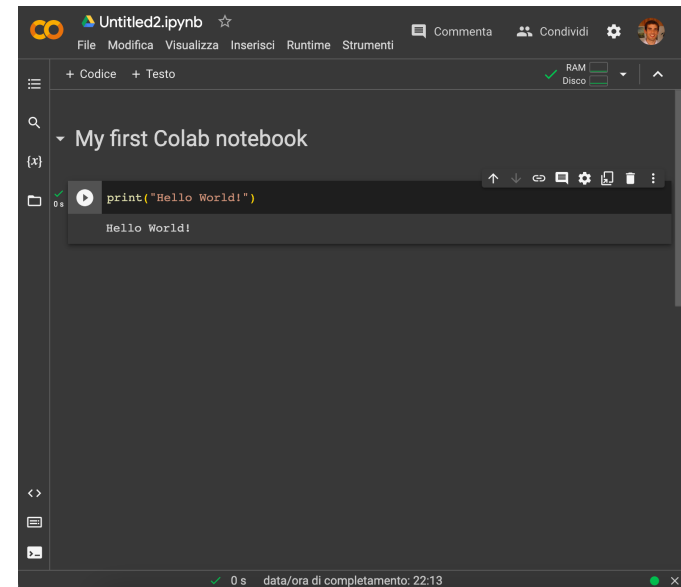 Untitled2.ipynb
File Modifica Visualizza Inserisci Runtime Strumenti
Commenta
Condividi
+ Codice + Testo
RAM
Disco
My first Colab notebook
{x}
0 s
print("Hello World!")
Hello World!
0 s data/ora di completamento: 22:13